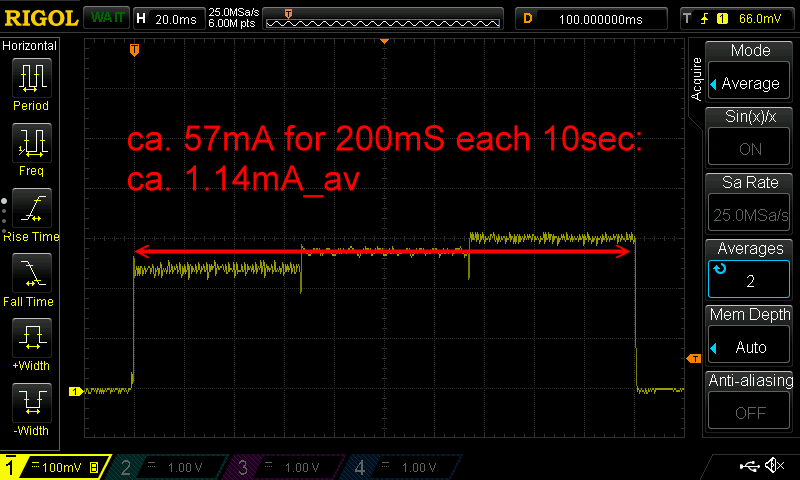 RIGOL WAIT H 20.0ms 25.0MSa/s 6.00M pts D 100.000000ms T 1 66.0mV
Horizontal
Period
Freq
Rise Time
Fall Time
+Width
-Width
T
ca. 57mA for 200mS each 10sec:
ca. 1.14mA_av
1
T
Acquire
Mode
Average
Sin(x)/x
ON
Sa Rate
25.0MSa/s
Averages
2
Mem Depth
Auto
Anti-aliasing
OFF
1 100mV B 2 1.00 V 3 1.00 V 4 1.00 V